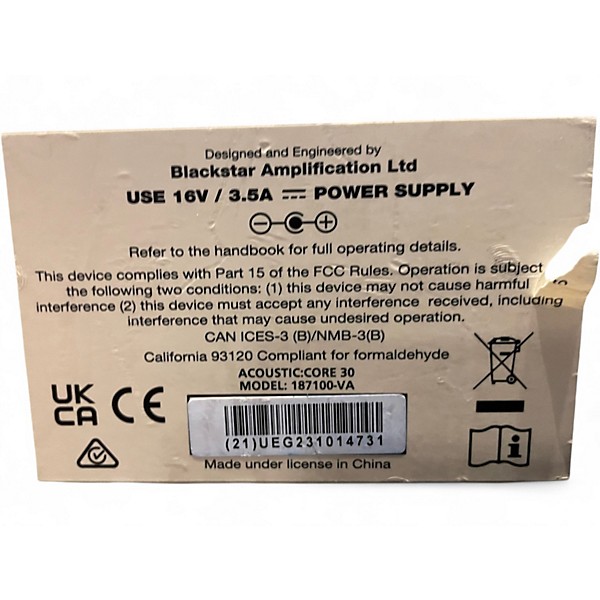 Designed and Engineered by
Blackstar Amplification Ltd
USE 16V / 3.5A ⎓ POWER SUPPLY
Refer to the handbook for full operating details.
This device complies with Part 15 of the FCC Rules. Operation is subject
the following two conditions: (1) this device may not cause harmful
interference (2) this device must accept any interference received, including
interference that may cause undesired operation.
CAN ICES-3 (B)/NMB-3(B)
California 93120 Compliant for formaldehyde
ACOUSTIC:CORE 30
MODEL: 187100-VA
UK
CA CE
(21)UEG231014731
Made under license in China